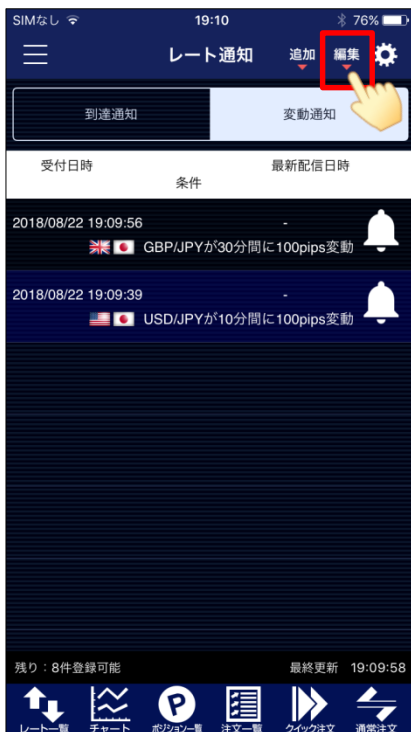 SIMなし 19:10 76%
レート通知 追加 編集
到達通知 変動通知
受付日時 最新配信日時
条件
2018/08/22 19:09:56 -
GBP/JPYが30分間に100pips変動
2018/08/22 19:09:39 -
USD/JPYが10分間に100pips変動
残り：8件登録可能 最終更新 19:09:58
P
レート一覧 チャート ポジション一覧 注文一覧 クイック注文 通常注文